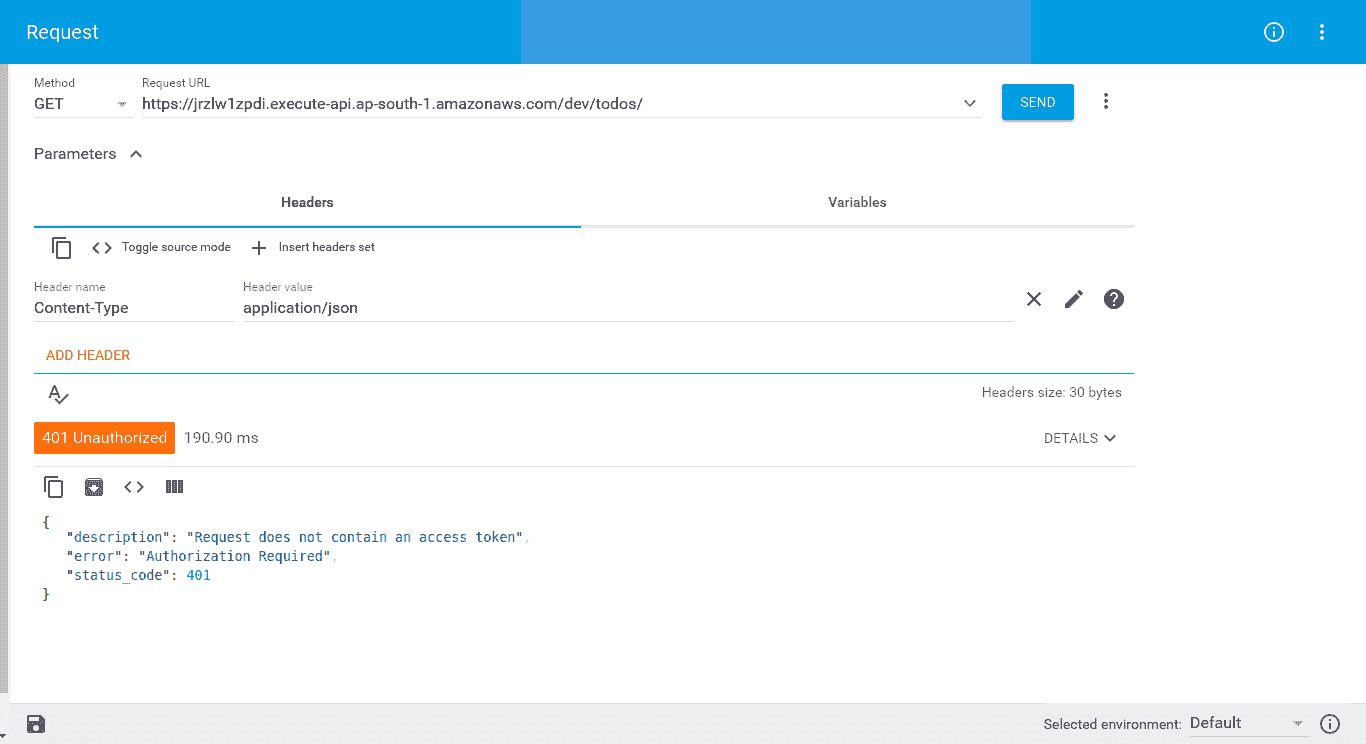 Request
Method
Request URL
GET
https://jrzlw1zpdi.execute-api.ap-south-1.amazonaws.com/dev/todos/
SEND
Parameters
Headers
Variables
Toggle source mode
Insert headers set
Header name
Header value
Content-Type
application/json
ADD HEADER
Headers size: 30 bytes
401 Unauthorized
190.90 ms
DETAILS
{
"description": "Request does not contain an access token",
"error": "Authorization Required",
"status_code": 401
}
Selected environment:
Default